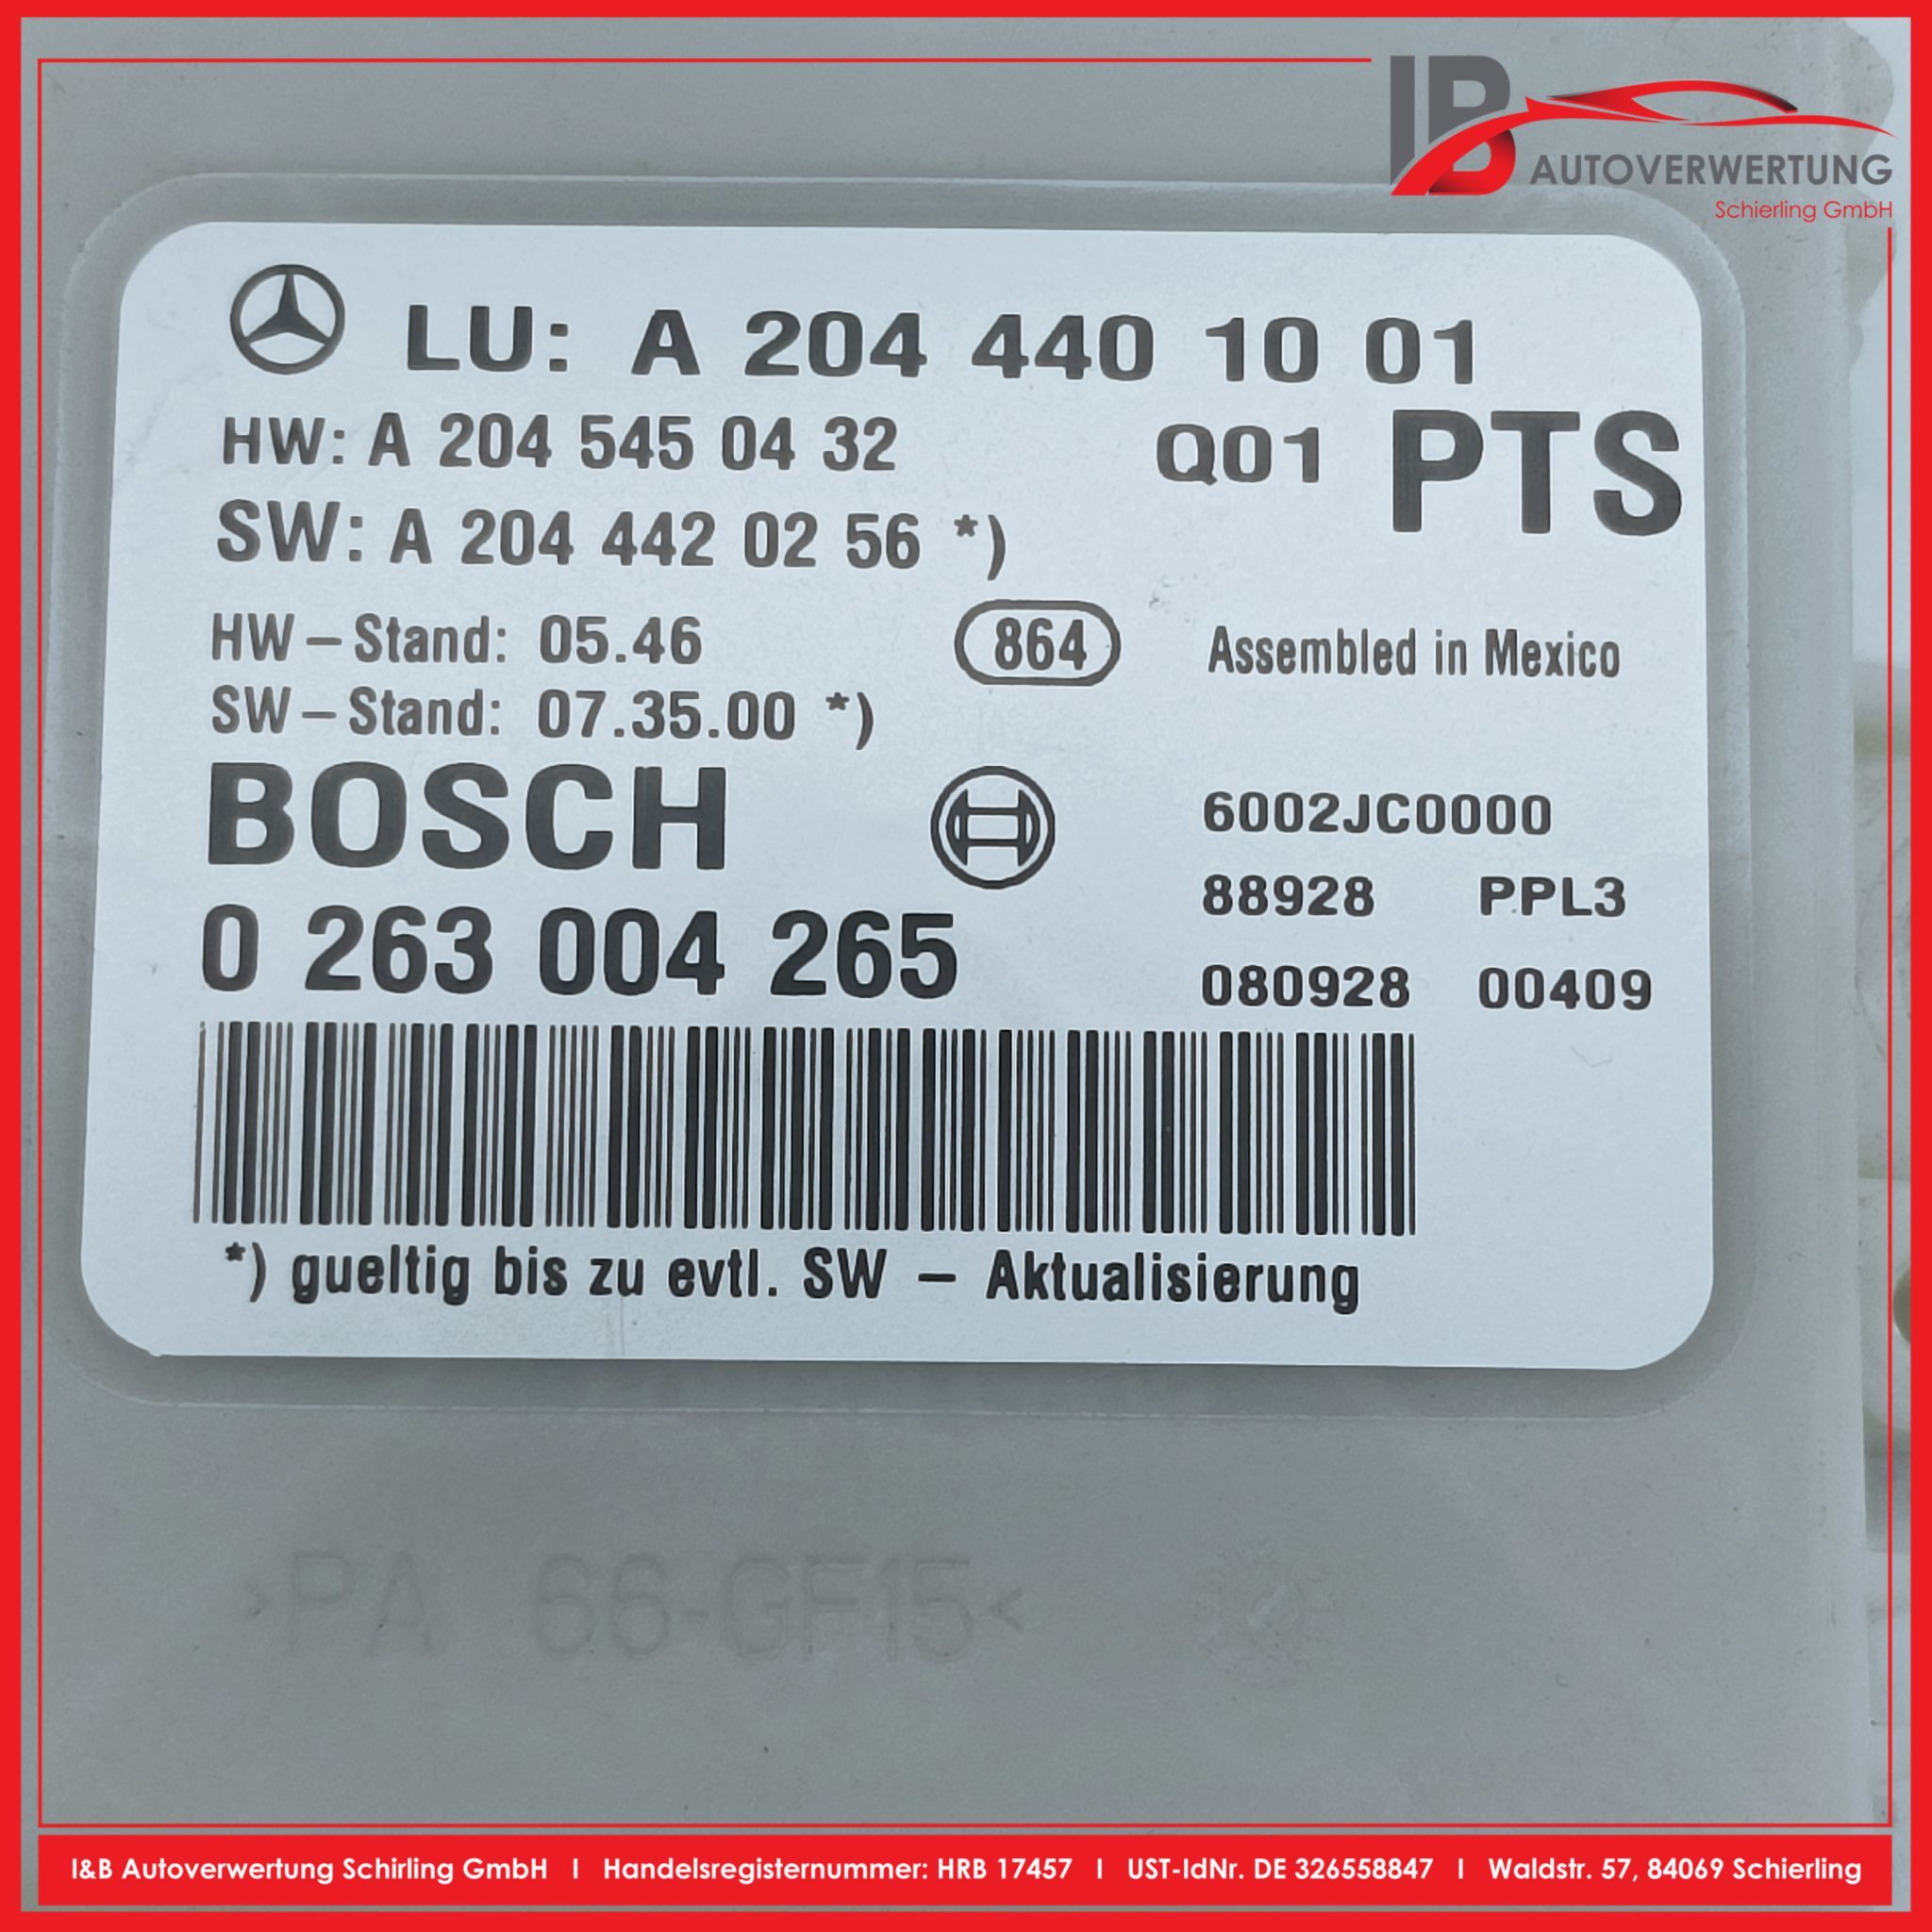 IB
AUTOVERWERTUNG
Schierling GmbH
LU: A 204 440 10 01
HW: A 204 545 04 32 Q01 PTS
SW: A 204 442 02 56 *)
HW – Stand: 05.46 864 Assembled in Mexico
SW – Stand: 07.35.00 *)
BOSCH 6002JC0000
88928 PPL3
0 263 004 265 080928 00409
*) gueltig bis zu evtl. SW – Aktualisierung
>PA 66-GF15<
I&B Autoverwertung Schirling GmbH I Handelsregisternummer: HRB 17457 I UST-IdNr. DE 326558847 I Waldstr. 57, 84069 Schierling